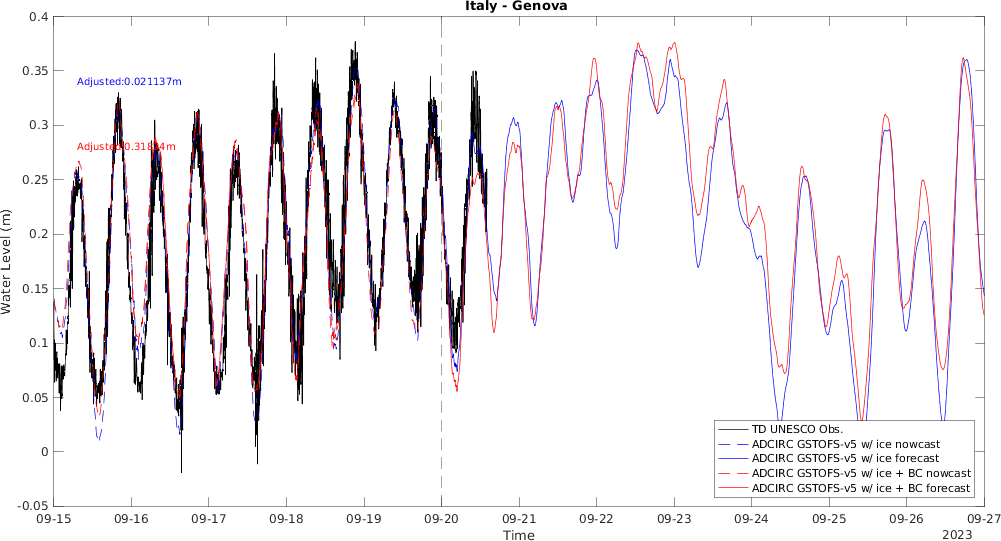 Italy - Genova
0.4
0.35
0.3
0.25
0.2
0.15
0.1
0.05
0
-0.05
Water Level (m)
Adjusted:0.021137m
Adjusted:0.31834m
TD UNESCO Obs.
ADCIRC GSTOFS-v5 w/ ice nowcast
ADCIRC GSTOFS-v5 w/ ice forecast
ADCIRC GSTOFS-v5 w/ ice + BC nowcast
ADCIRC GSTOFS-v5 w/ ice + BC forecast
09-15 09-16 09-17 09-18 09-19 09-20 09-21 09-22 09-23 09-24 09-25 09-26 09-27
Time
2023